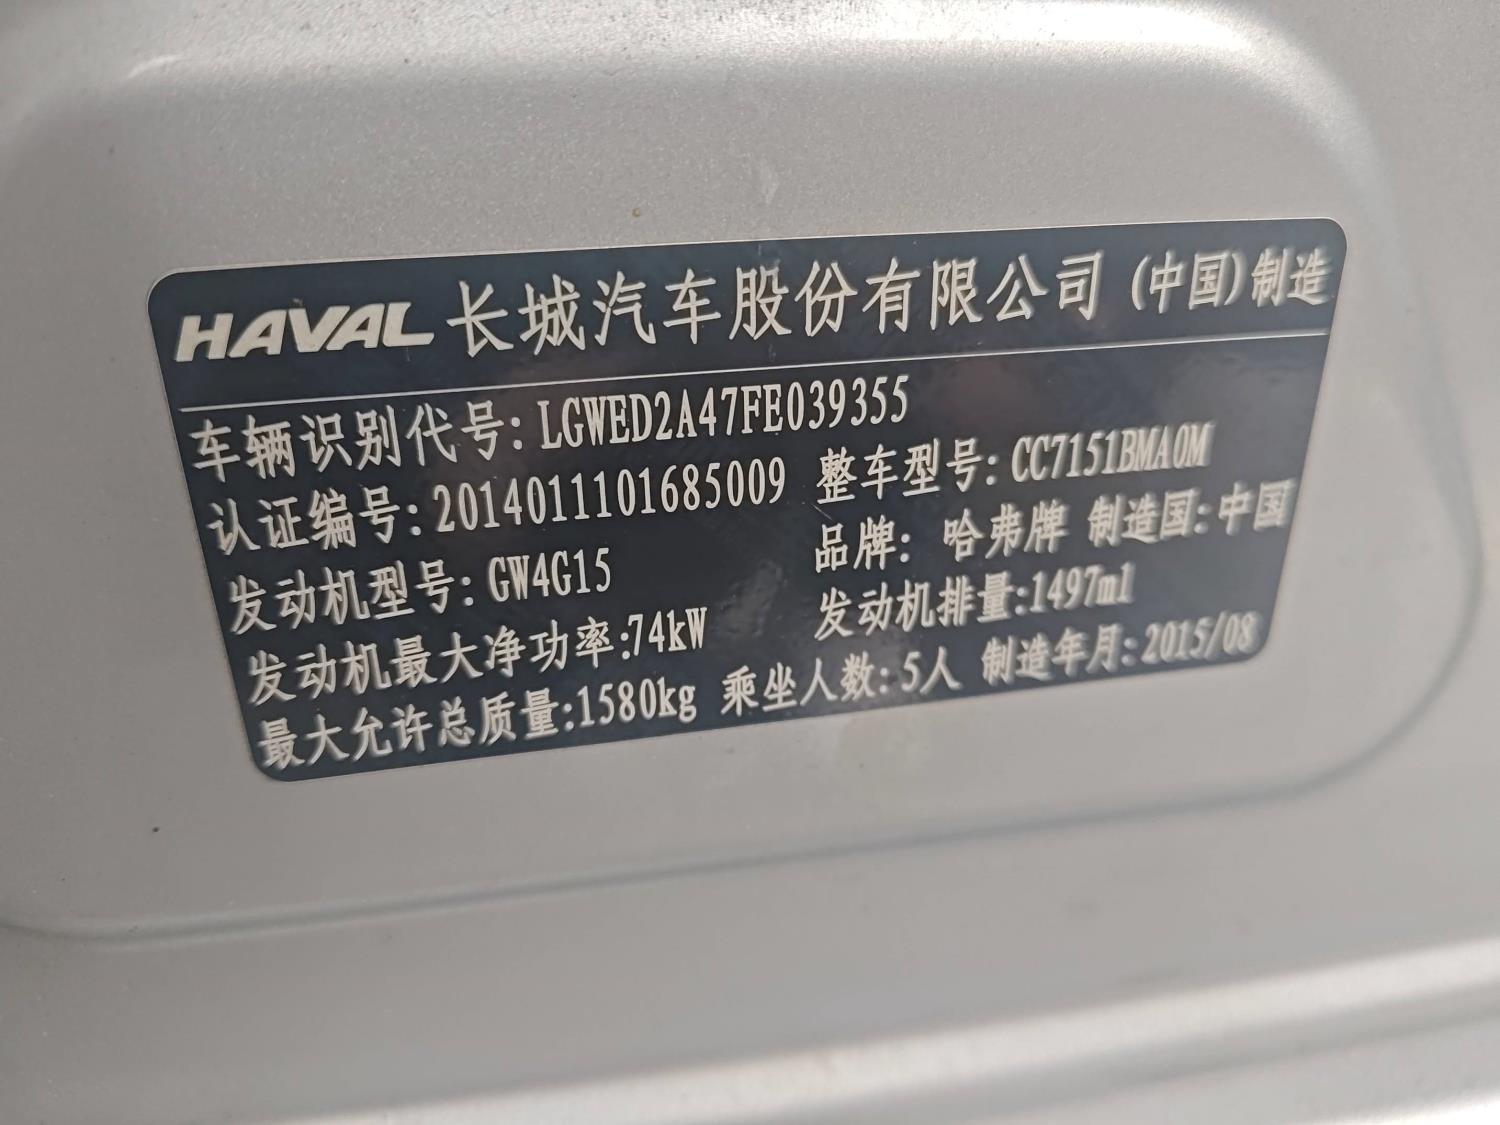 HAVAL 长城汽车股份有限公司 (中国) 制造
车辆识别代号: LGWED2A47FE039355
认证编号: 2014011101685009 整车型号: CC7151BMA0M
发动机型号: GW4G15 品牌: 哈弗牌 制造国: 中国
发动机最大净功率:74kW 发动机排量:1497ml
最大允许总质量:1580kg 乘坐人数: 5人 制造年月: 2015/08